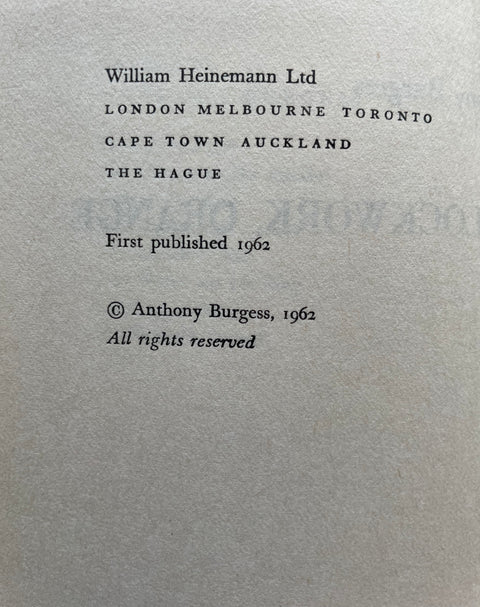 William Heinemann Ltd
LONDON MELBOURNE TORONTO
CAPE TOWN AUCKLAND
THE HAGUE
First published 1962
© Anthony Burgess, 1962
All rights reserved